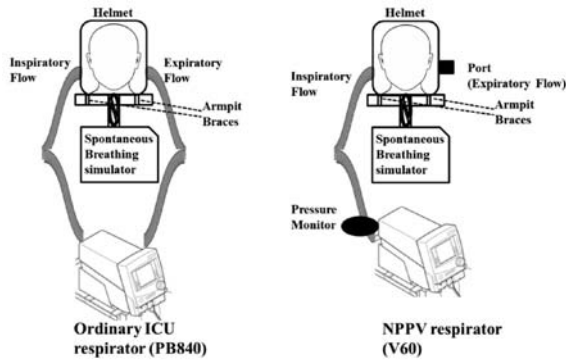 Helmet
Inspiratory
Flow
Expiratory
Flow
Armpit
Braces
Spontaneous
Breathing
simulator
Ordinary ICU
respirator (PB840)
Helmet
Inspiratory
Flow
Port
(Expiratory Flow)
Armpit
Braces
Spontaneous
Breathing
simulator
Pressure
Monitor
NPPV respirator
(V60)